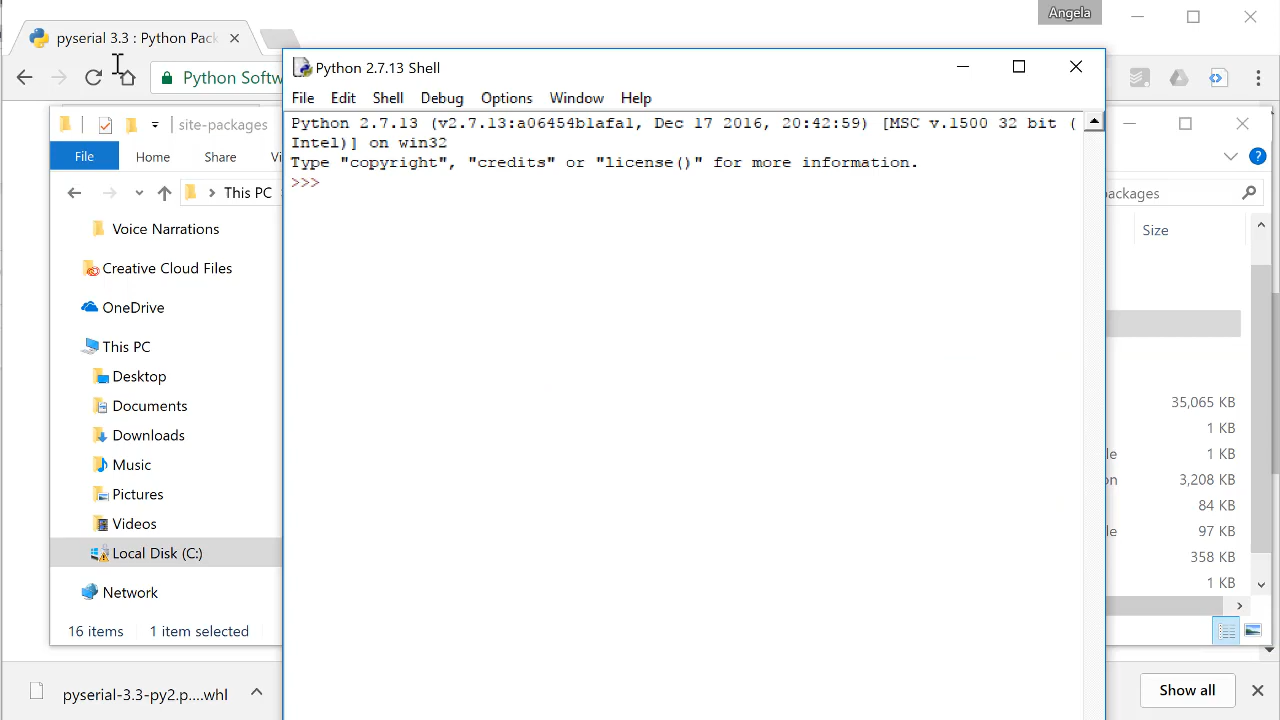 Angela
pyserial 3.3 : Python Pack
Python Softw
Python 2.7.13 Shell
File Edit Shell Debug Options Window Help
Python 2.7.13 (v2.7.13:a06454b1afa1, Dec 17 2016, 20:42:59) [MSC v.1500 32 bit (
Intel)] on win32
Type "copyright", "credits" or "license()" for more information.
>>>
site-packages
File Home Share Vi
This PC
packages
Size
Voice Narrations
Creative Cloud Files
OneDrive
This PC
Desktop
Documents
Downloads
Music
Pictures
Videos
Local Disk (C:)
Network
35,065 KB
1 KB
le 1 KB
on 3,208 KB
84 KB
le 97 KB
358 KB
1 KB
16 items 1 item selected
pyserial-3.3-py2.p....whl
Show all